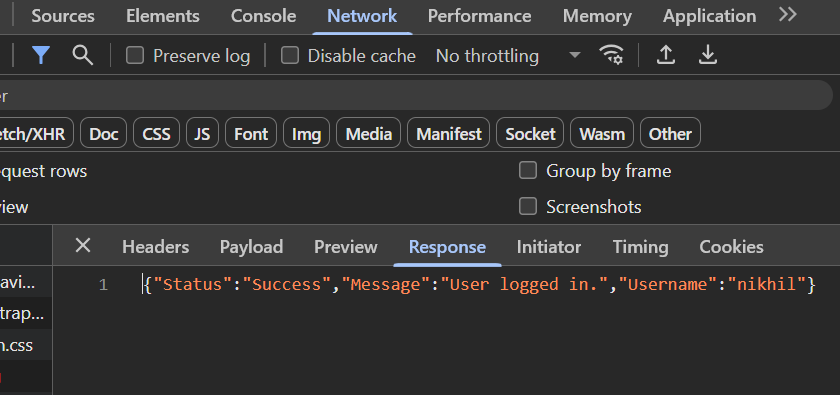 Sources Elements Console Network Performance Memory Application
Preserve log Disable cache No throttling
er
etch/XHR Doc CSS JS Font Img Media Manifest Socket Wasm Other
equest rows Group by frame
view Screenshots
Headers Payload Preview Response Initiator Timing Cookies
avi... 1 {"Status":"Success","Message":"User logged in.","Username":"nikhil"}
trap...
n.css